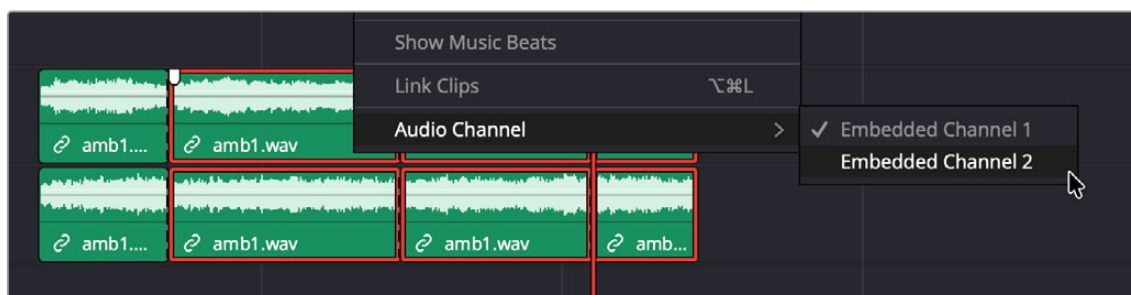 Show Music Beats
Link Clips ⌥⌘L
Audio Channel >
✓ Embedded Channel 1
Embedded Channel 2
amb1.... amb1.wav
amb1.... amb1.wav amb1.wav amb...